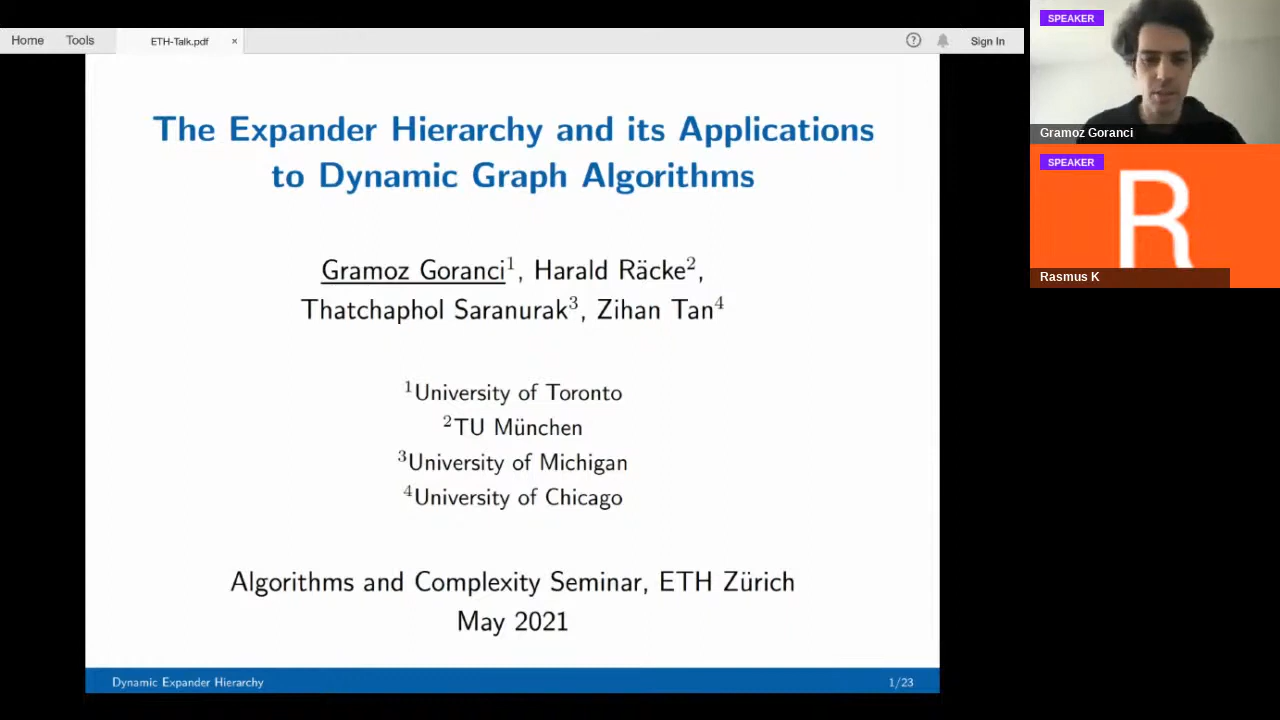 Home Tools ETH-Talk.pdf × ? Sign In
The Expander Hierarchy and its Applications
to Dynamic Graph Algorithms
Gramoz Goranci¹, Harald Räcke²,
Thatchaphol Saranurak³, Zihan Tan⁴
¹University of Toronto
²TU München
³University of Michigan
⁴University of Chicago
Algorithms and Complexity Seminar, ETH Zürich
May 2021
Dynamic Expander Hierarchy 1/23
SPEAKER
Gramoz Goranci
SPEAKER
R
Rasmus K